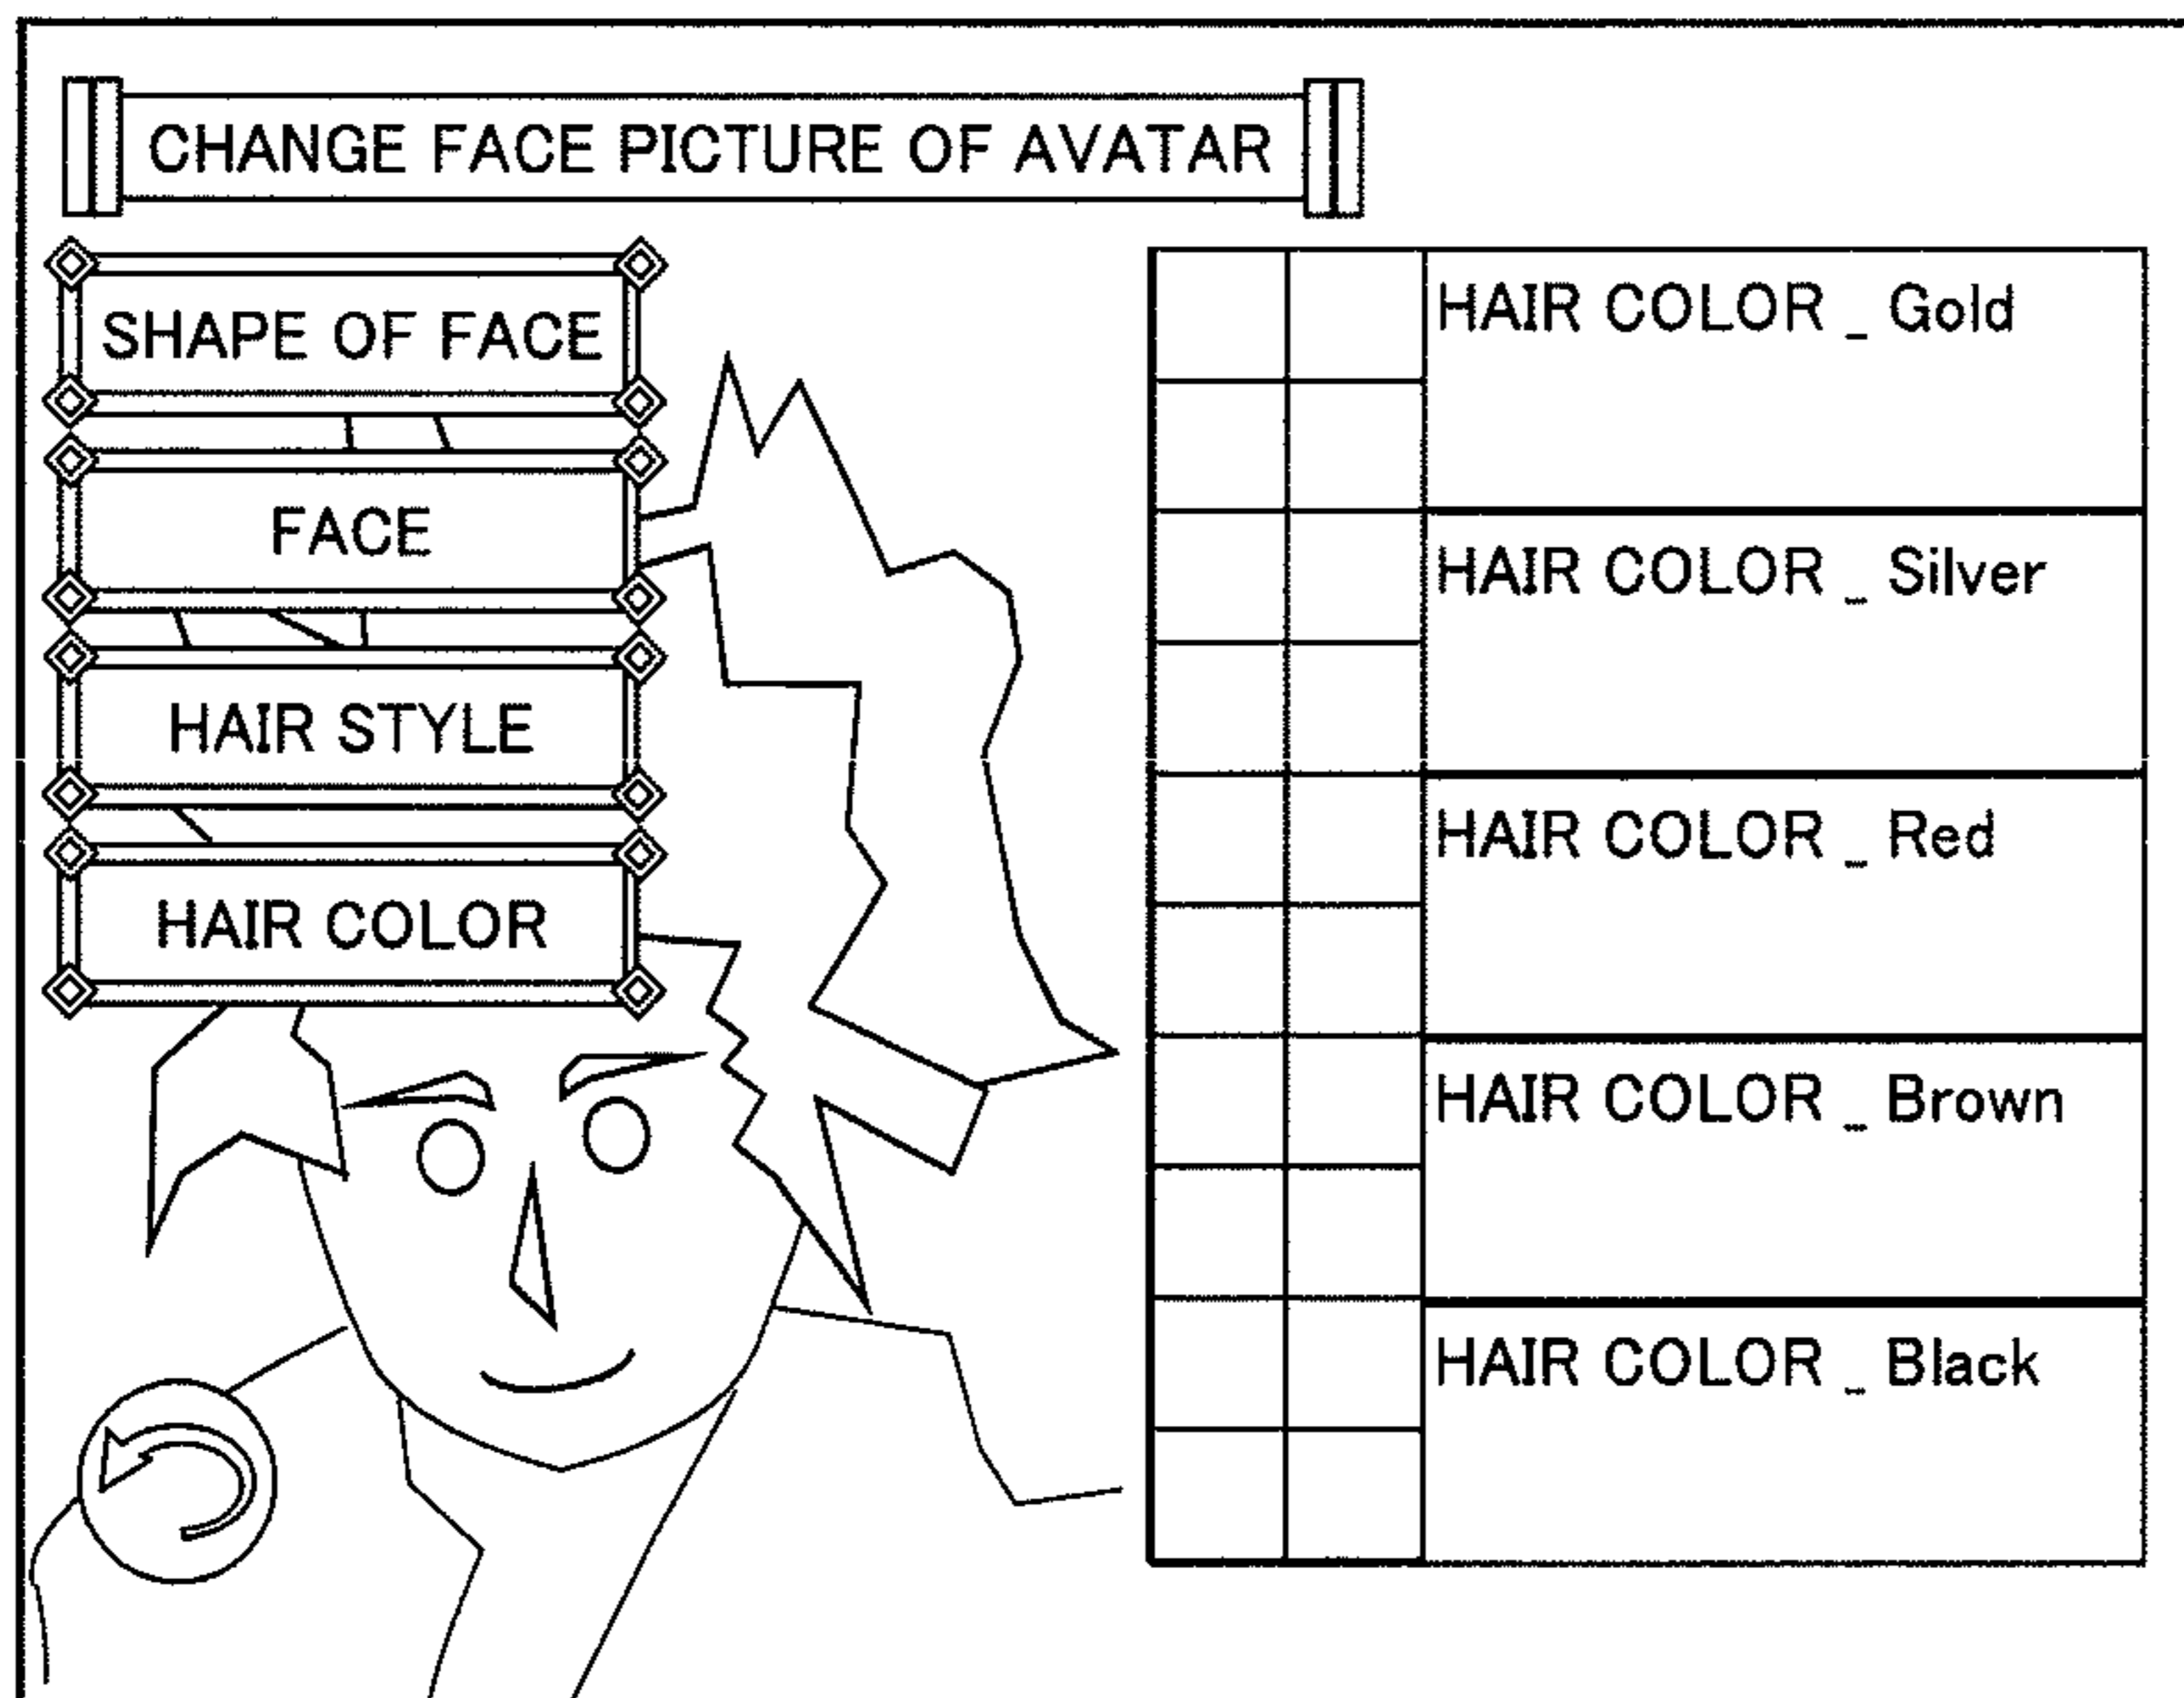 CHANGE FACE PICTURE OF AVATAR
SHAPE OF FACE
FACE
HAIR STYLE
HAIR COLOR
HAIR COLOR _ Gold
HAIR COLOR _ Silver
HAIR COLOR _ Red
HAIR COLOR _ Brown
HAIR COLOR _ Black